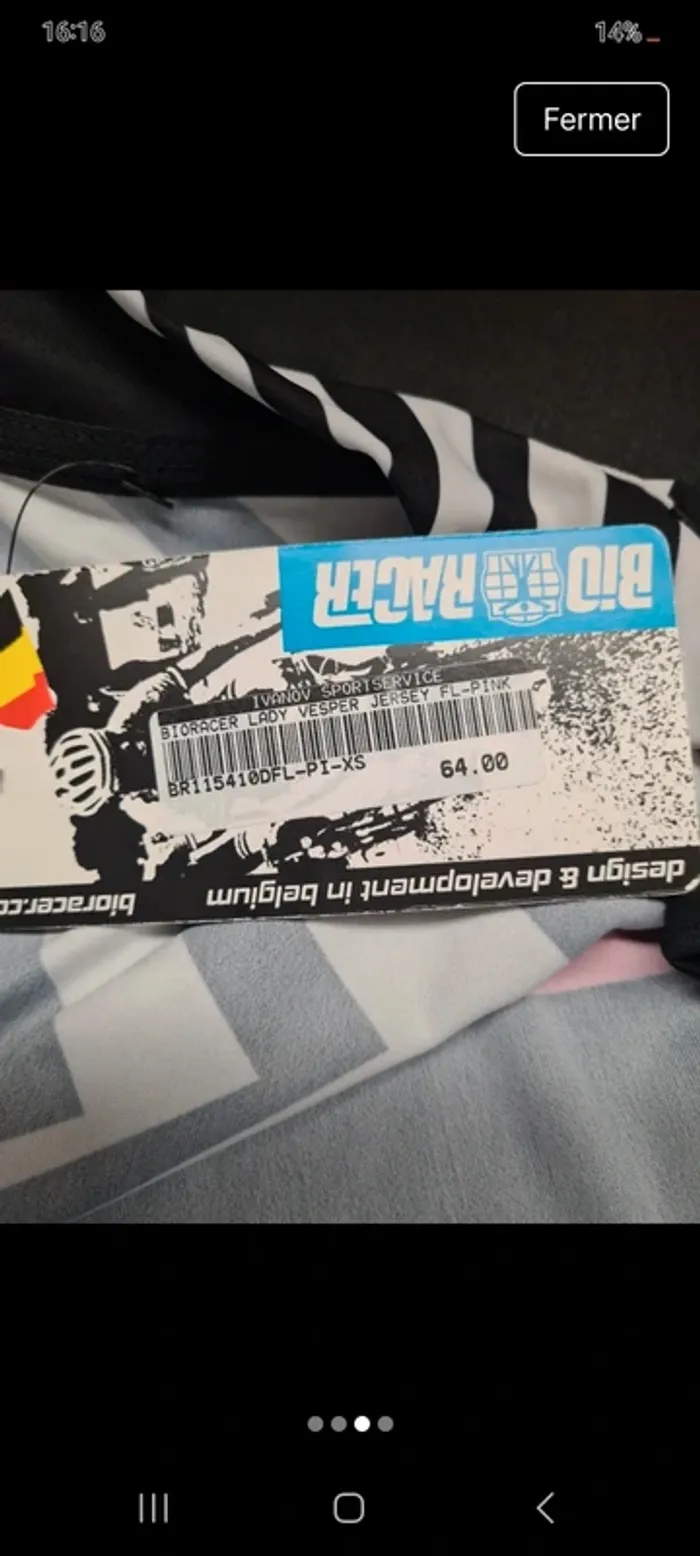 16:16
14%
Fermer
BIO RACER
IVANOV SPORTSERVICE
BIORACER LADY VESPER JERSEY FL-PINK
BR115410DFL-PI-XS
64.00
design & development in belgium
bioracer.co